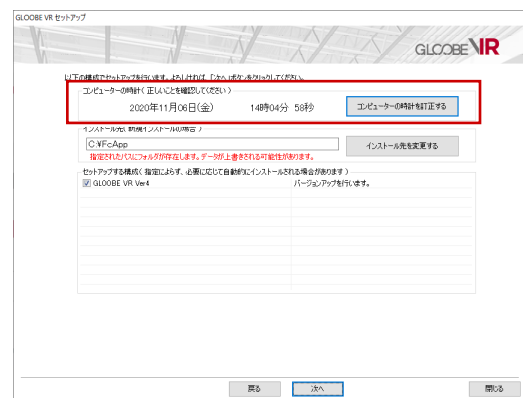 GLOOBE VR セットアップ
GLOOBE VR
以下の構成でセットアップを行います。よろしければ、「次へ」ボタンをクリックしてください。
コンピューターの時計( 正しいことを確認してください )
2020年11月06日(金) 14時04分 58秒 コンピューターの時計を訂正する
インストール先( 新規インストールの場合 )
C:¥FcApp インストール先を変更する
指定されたパスにフォルダが存在します。データが上書きされる可能性があります。
セットアップする構成( 指定によらず、必要に応じて自動的にインストールされる場合があります )
GLOOBE VR Ver4 バージョンアップを行います。
戻る 次へ 閉じる